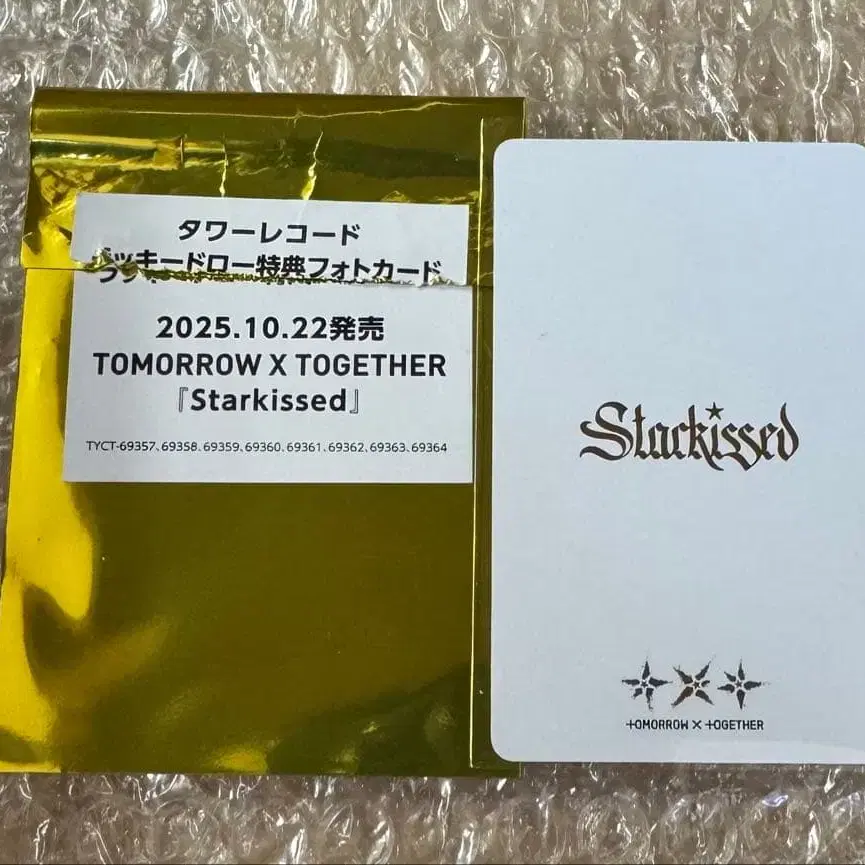 タワーレコード
ラッキードロー特典フォトカード
2025.10.22発売
TOMORROW X TOGETHER
『Starkissed』
TYCT-69357、69358、69359、69360、69361、69362、69363、69364
Starkissed
TOMORROW X TOGETHER